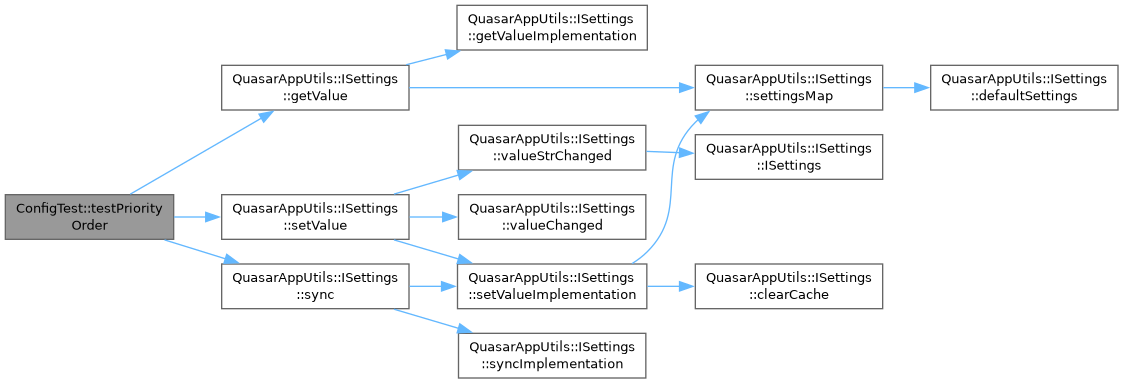 QuasarAppUtils::ISettings
::getValueImplementation
QuasarAppUtils::ISettings
::getValue
QuasarAppUtils::ISettings
::settingsMap
QuasarAppUtils::ISettings
::defaultSettings
QuasarAppUtils::ISettings
::valueStrChanged
QuasarAppUtils::ISettings
::ISettings
ConfigTest::testPriority
Order
QuasarAppUtils::ISettings
::setValue
QuasarAppUtils::ISettings
::valueChanged
QuasarAppUtils::ISettings
::sync
QuasarAppUtils::ISettings
::setValueImplementation
QuasarAppUtils::ISettings
::clearCache
QuasarAppUtils::ISettings
::syncImplementation